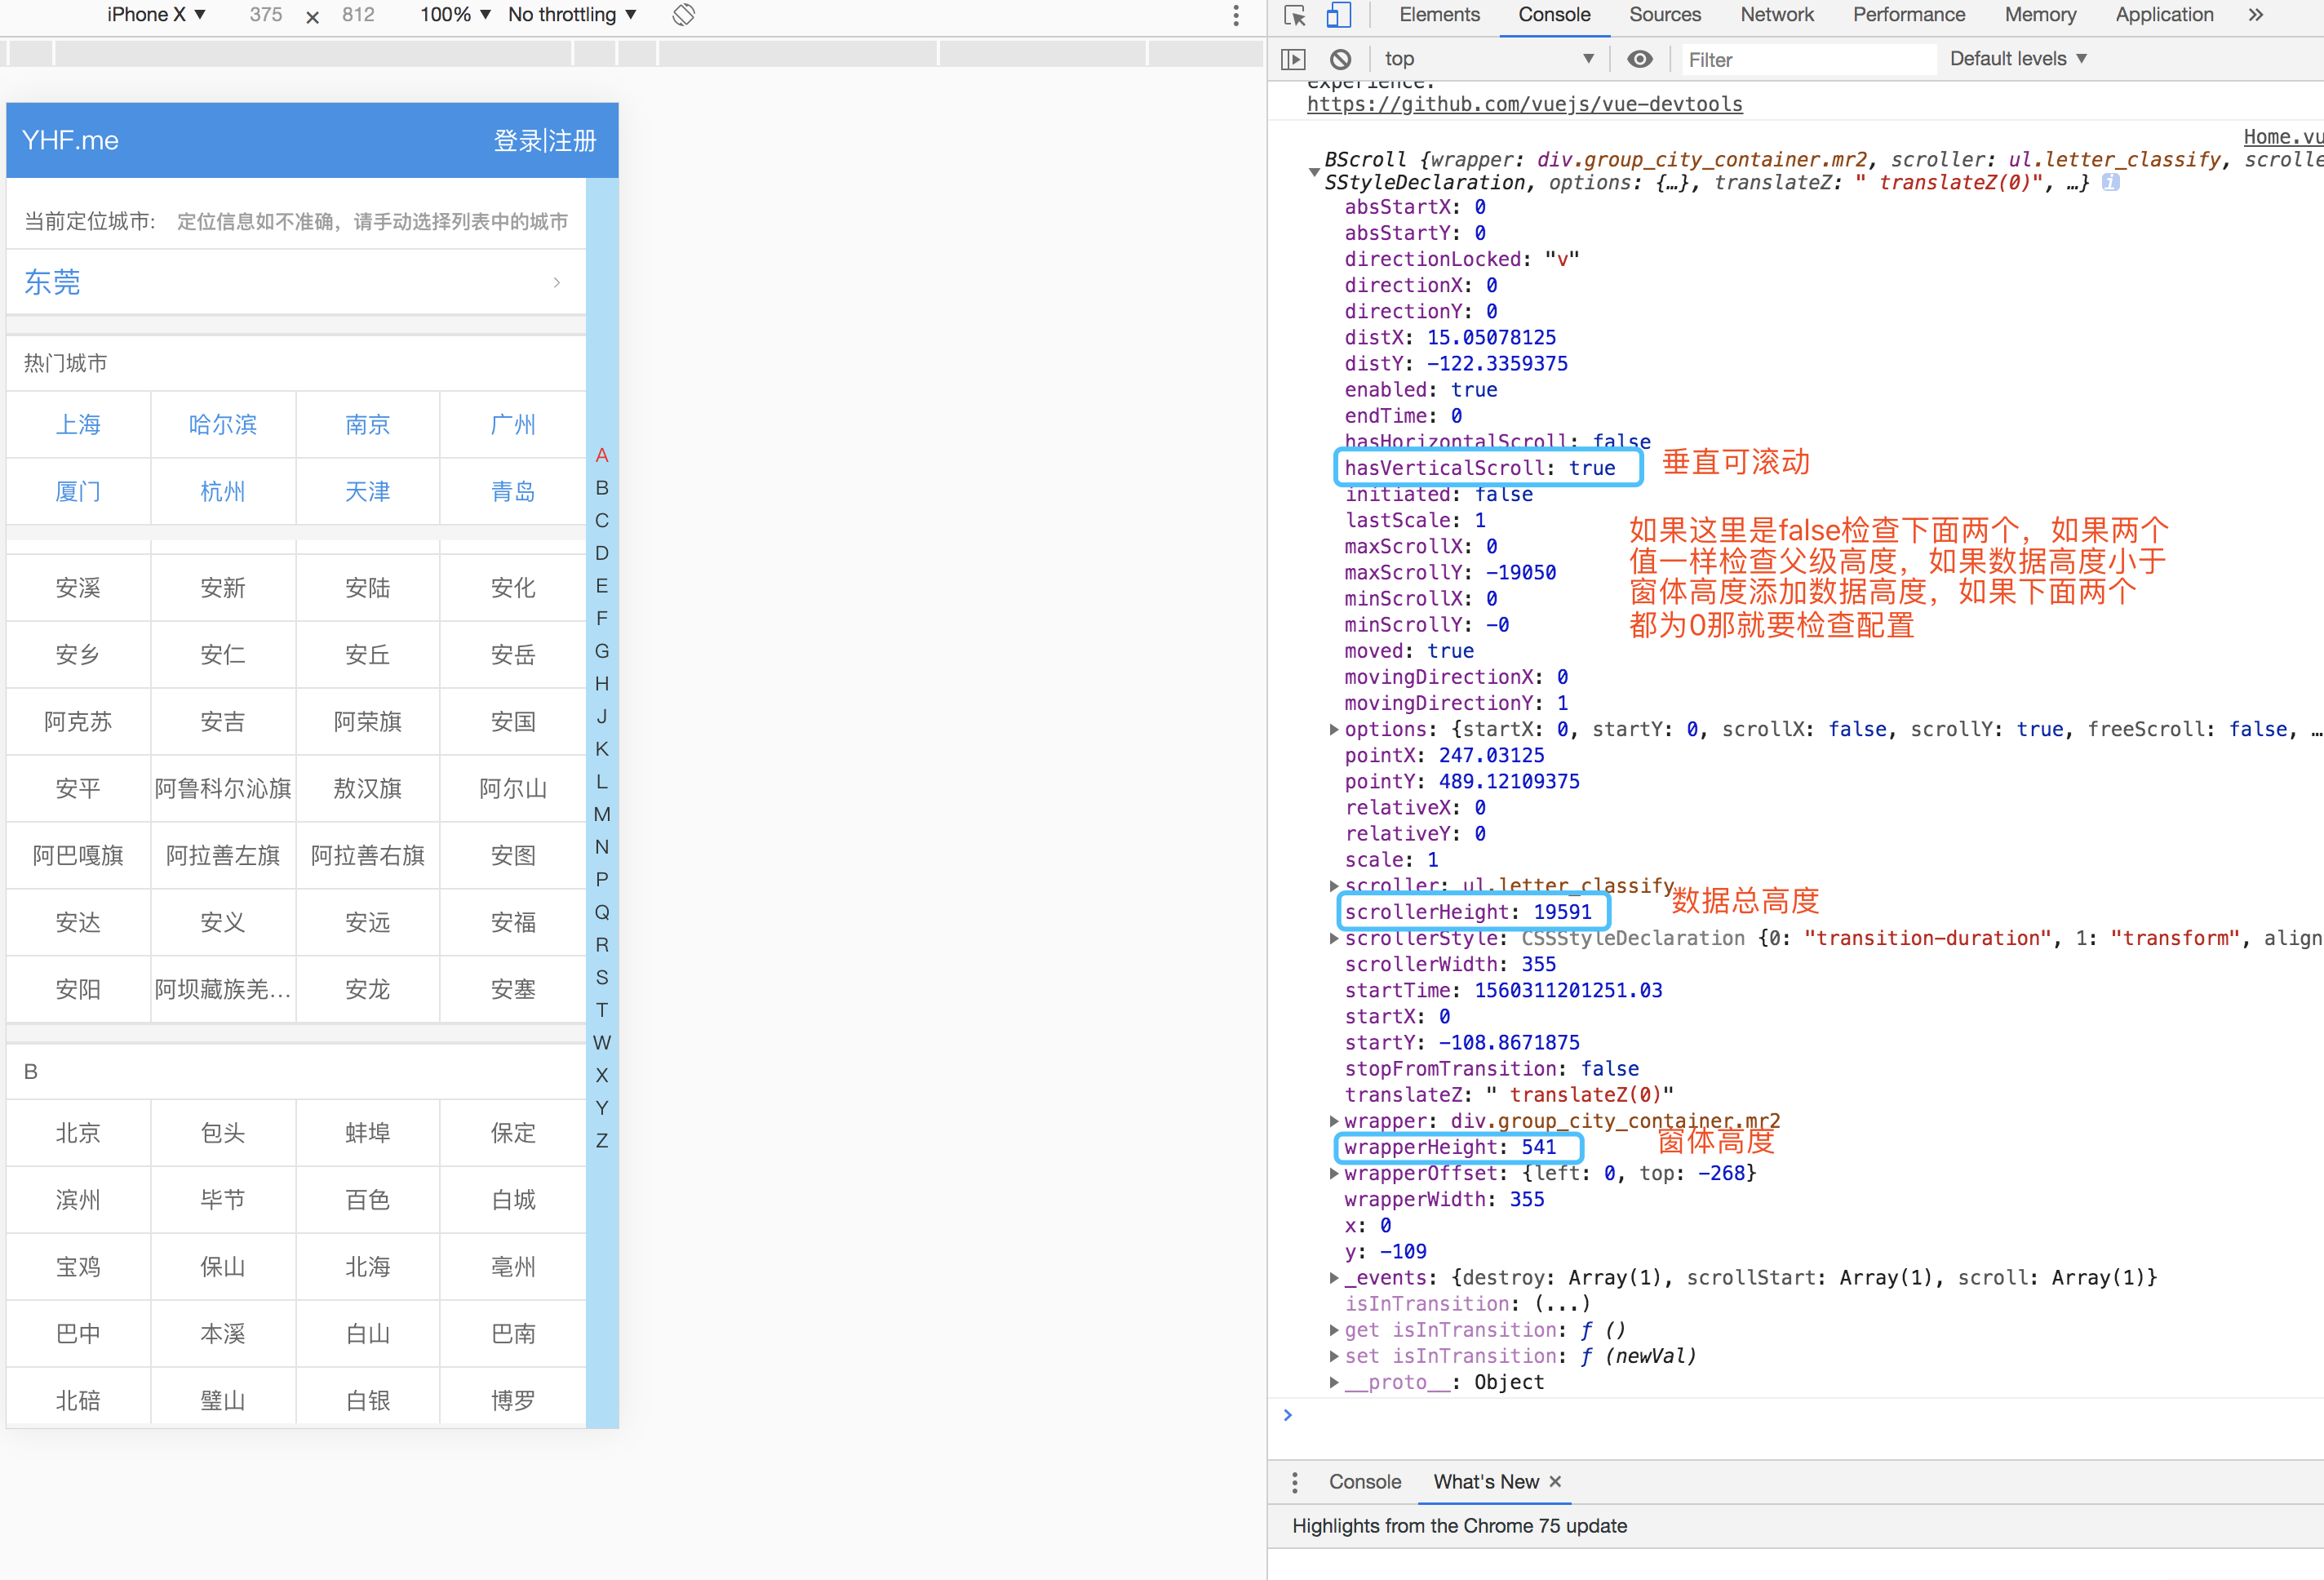 iPhone X ▼ 375 × 812 100% ▼ No throttling ▼
YHF.me 登录|注册
当前定位城市: 定位信息如不准确，请手动选择列表中的城市
东莞
热门城市
上海 哈尔滨 南京 广州
厦门 杭州 天津 青岛
安溪 安新 安陆 安化
安乡 安仁 安丘 安岳
阿克苏 安吉 阿荣旗 安国
安平 阿鲁科尔沁旗 敖汉旗 阿尔山
阿巴嘎旗 阿拉善左旗 阿拉善右旗 安图
安达 安义 安远 安福
安阳 阿坝藏族羌... 安龙 安塞
B
北京 包头 蚌埠 保定
滨州 毕节 百色 白城
宝鸡 保山 北海 亳州
巴中 本溪 白山 巴南
北碚 璧山 白银 博罗
A
B
C
D
E
F
G
H
J
K
L
M
N
P
Q
R
S
T
W
X
Y
Z
Elements Console Sources Network Performance Memory Application »
top ▼ Filter Default levels ▼
experience:
https://github.com/vuejs/vue-devtools
Home.vu
BScroll {wrapper: div.group_city_container.mr2, scroller: ul.letter_classify, scrolle
SStyleDeclaration, options: {…}, translateZ: " translateZ(0)", …} i
absStartX: 0
absStartY: 0
directionLocked: "v"
directionX: 0
directionY: 0
distX: 15.05078125
distY: -122.3359375
enabled: true
endTime: 0
hasHorizontalScroll: false
hasVerticalScroll: true 垂直可滚动
initiated: false
lastScale: 1
maxScrollX: 0
maxScrollY: -19050
minScrollX: 0
minScrollY: -0
如果这里是false检查下面两个，如果两个
值一样检查父级高度，如果数据高度小于
窗体高度添加数据高度，如果下面两个
都为0那就要检查配置
moved: true
movingDirectionX: 0
movingDirectionY: 1
options: {startX: 0, startY: 0, scrollX: false, scrollY: true, freeScroll: false, …
pointX: 247.03125
pointY: 489.12109375
relativeX: 0
relativeY: 0
scale: 1
scroller: ul.letter_classify
scrollerHeight: 19591 数据总高度
scrollerStyle: CSSStyleDeclaration {0: "transition-duration", 1: "transform", align
scrollerWidth: 355
startTime: 1560311201251.03
startX: 0
startY: -108.8671875
stopFromTransition: false
translateZ: " translateZ(0)"
wrapper: div.group_city_container.mr2
wrapperHeight: 541 窗体高度
wrapperOffset: {left: 0, top: -268}
wrapperWidth: 355
x: 0
y: -109
_events: {destroy: Array(1), scrollStart: Array(1), scroll: Array(1)}
isInTransition: (...)
get isInTransition: ƒ ()
set isInTransition: ƒ (newVal)
__proto__: Object
Console What's New ×
Highlights from the Chrome 75 update